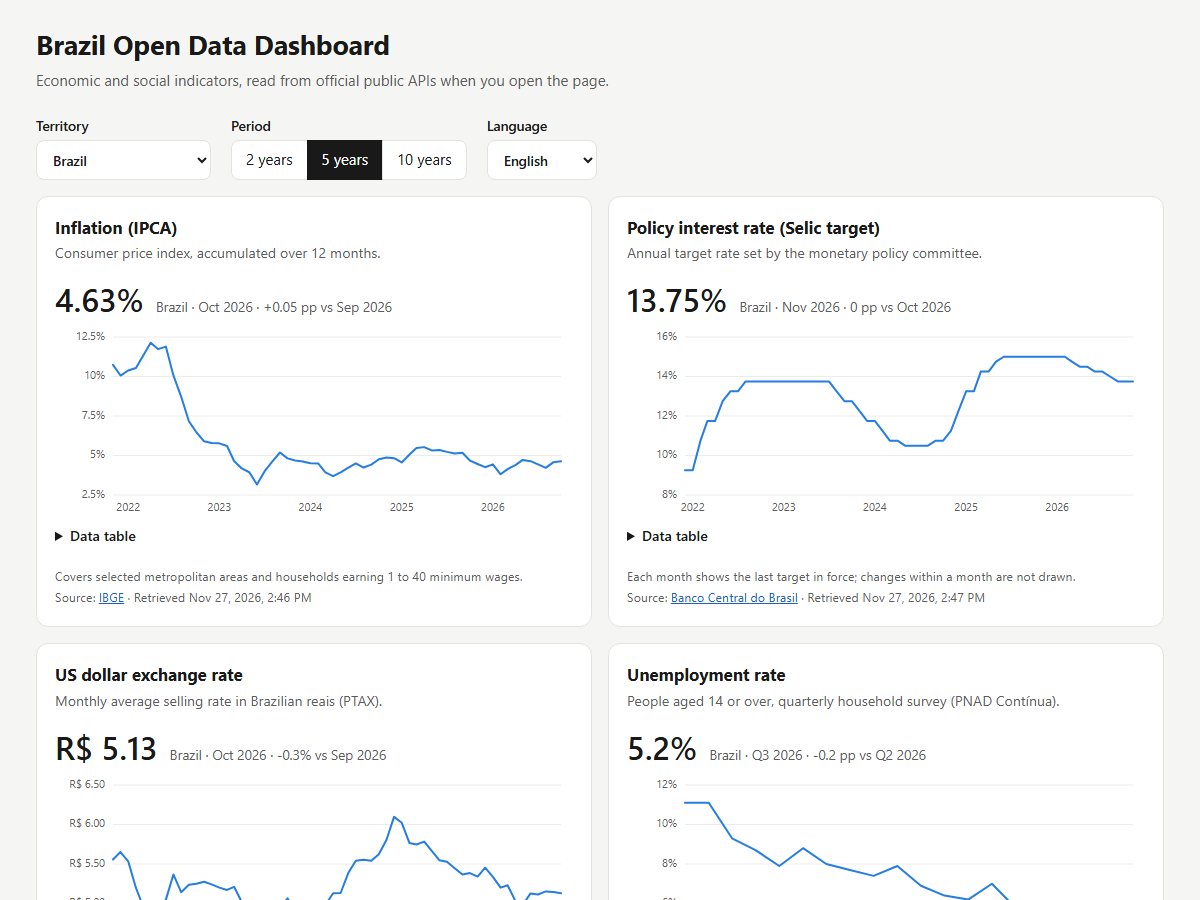 Brazil Open Data Dashboard
Economic and social indicators, read from official public APIs when you open the page.
Territory
Period
Language
Brazil
2 years
5 years
10 years
English
Inflation (IPCA)
Consumer price index, accumulated over 12 months.
4.63% Brazil · Oct 2026 · +0.05 pp vs Sep 2026
12.5%
10%
7.5%
5%
2.5%
2022 2023 2024 2025 2026
Data table
Covers selected metropolitan areas and households earning 1 to 40 minimum wages.
Source: IBGE · Retrieved Nov 27, 2026, 2:46 PM
Policy interest rate (Selic target)
Annual target rate set by the monetary policy committee.
13.75% Brazil · Nov 2026 · 0 pp vs Oct 2026
16%
14%
12%
10%
8%
2022 2023 2024 2025 2026
Data table
Each month shows the last target in force; changes within a month are not drawn.
Source: Banco Central do Brasil · Retrieved Nov 27, 2026, 2:47 PM
US dollar exchange rate
Monthly average selling rate in Brazilian reais (PTAX).
R$ 5.13 Brazil · Oct 2026 · -0.3% vs Sep 2026
R$ 6.50
R$ 6.00
R$ 5.50
Unemployment rate
People aged 14 or over, quarterly household survey (PNAD Contínua).
5.2% Brazil · Q3 2026 · -0.2 pp vs Q2 2026
12%
10%
8%